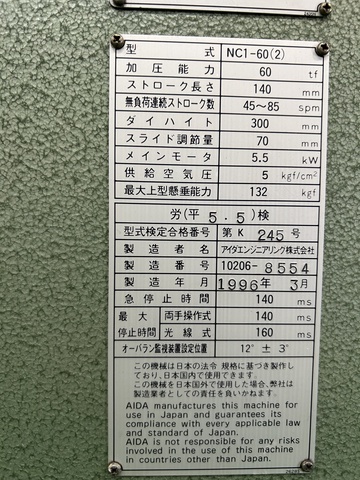 型式 NC1-60(2)
加圧能力 60 tf
ストローク長さ 140 mm
無負荷連続ストローク数 45～85 spm
ダイハイト 300 mm
スライド調節量 70 mm
メインモータ 5.5 kW
供給空気圧 5 kgf/cm²
最大上型懸垂能力 132 kgf
労(平 5.5)検
型式検定合格番号 第 K 245 号
製造者名 アイダエンジニアリング株式会社
製造番号 10206-8554
製造年月 1996年 3月
急停止時間 140 ms
最大停止時間 両手操作式 140 ms
光線式 160 ms
オーバラン監視装置設定位置 12° ± 3°
この機械は日本の法令 規格に基づき製作し
ており、日本国内で使用できます。
この機械を日本国外で使用した場合、弊社は
製造業者としての責任を負いかねます。
AIDA manufactures this machine for
use in Japan and guarantees its
compliance with every applicable law
and standard of Japan.
AIDA is not responsible for any risks
involved in the use of this machine
in countries other than Japan.